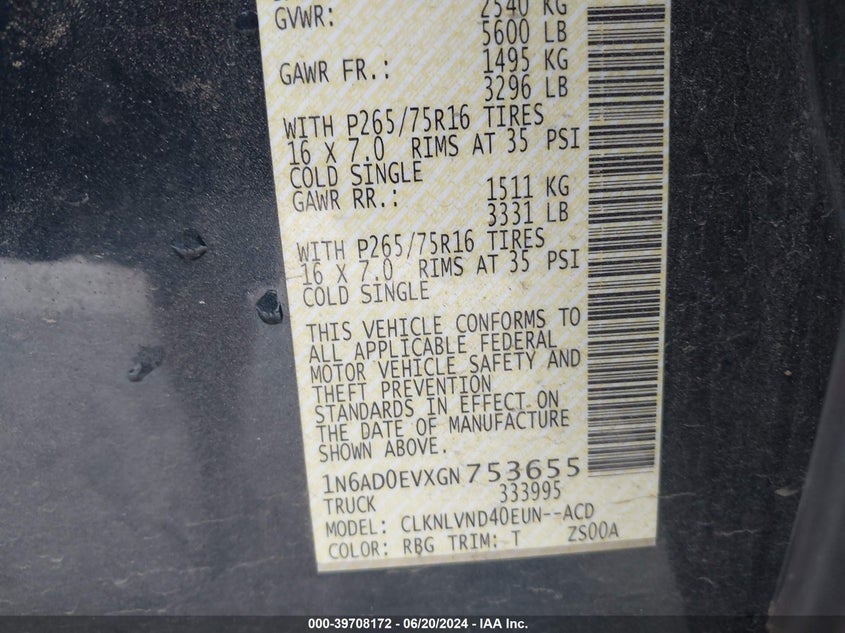 GVWR: 2540 KG
5600 LB
GAWR FR.: 1495 KG
3296 LB
WITH P265/75R16 TIRES
16 X 7.0 RIMS AT 35 PSI
COLD SINGLE
GAWR RR.: 1511 KG
3331 LB
WITH P265/75R16 TIRES
16 X 7.0 RIMS AT 35 PSI
COLD SINGLE
THIS VEHICLE CONFORMS TO
ALL APPLICABLE FEDERAL
MOTOR VEHICLE SAFETY AND
THEFT PREVENTION
STANDARDS IN EFFECT ON
THE DATE OF MANUFACTURE
SHOWN ABOVE.
1N6AD0EVXGN753655
TRUCK 333995
MODEL: CLKNLVND40EUN--ACD
COLOR: RBG TRIM: T ZS00A
000-39708172 - 06/20/2024 - IAA Inc.